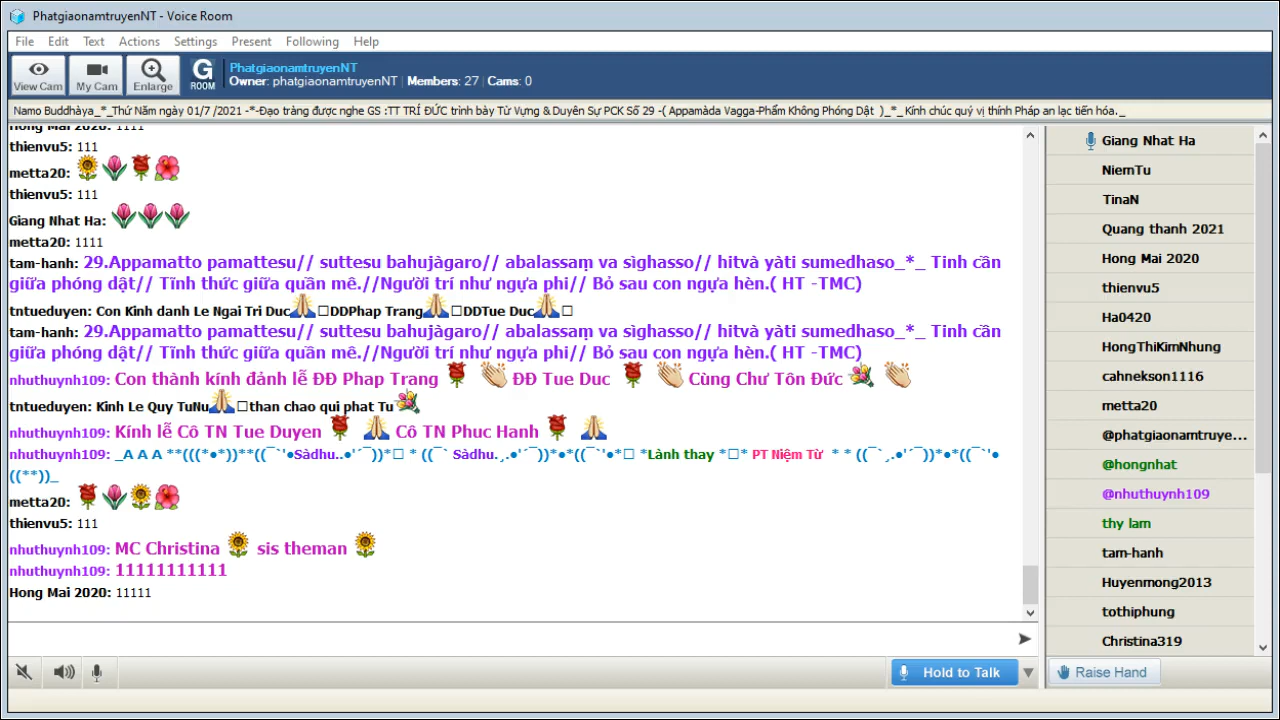 PhatgiaonamtruyenNT - Voice Room
File Edit Text Actions Settings Present Following Help
View Cam My Cam Enlarge G ROOM
PhatgiaonamtruyenNT
Owner: phatgiaonamtruyenNT Members: 27 Cams: 0
Namo Buddhàya_*_Thứ Năm ngày 01/7 /2021 -*-Đạo tràng được nghe GS :TT TRÍ ĐỨC trình bày Từ Vựng & Duyên Sự PCK Số 29 -( Appamàda Vagga-Phẩm Không Phóng Dật )_*_Kính chúc quý vị thính Pháp an lạc tiến hóa._
Hong Mai 2020: 1111
thienvu5: 111
metta20:
thienvu5: 111
Giang Nhat Ha:
metta20: 1111
tam-hanh: 29.Appamatto pamattesu// suttesu bahujàgaro// abalassaṃ va sìghasso// hitvà yàti sumedhaso_*_ Tinh cần
giữa phóng dật// Tĩnh thức giữa quần mê.//Người trí như ngựa phi// Bỏ sau con ngựa hèn.( HT -TMC)
tntueduyen: Con Kinh danh Le Ngai Tri Duc DDPhap Trang DDTue Duc
tam-hanh: 29.Appamatto pamattesu// suttesu bahujàgaro// abalassaṃ va sìghasso// hitvà yàti sumedhaso_*_ Tinh cần
giữa phóng dật// Tĩnh thức giữa quần mê.//Người trí như ngựa phi// Bỏ sau con ngựa hèn.( HT -TMC)
nhuthuynh109: Con thành kính đảnh lễ ĐĐ Phap Trang ĐĐ Tue Duc Cùng Chư Tôn Đức
tntueduyen: Kinh Le Quy TuNu than chao qui phat Tu
nhuthuynh109: Kính lễ Cô TN Tue Duyen Cô TN Phuc Hanh
nhuthuynh109: _A A A **(((*●*))**((¯`'●Sàdhu..●'´¯))*□ * ((¯` Sàdhu.¸.●'´¯))*●*((¯`'●*□ *Lành thay *□* PT Niệm Từ * * ((¯`¸.●'´¯))*●*((¯`'●
((**))_
metta20:
thienvu5: 111
nhuthuynh109: MC Christina sis theman
nhuthuynh109: 11111111111
Hong Mai 2020: 11111
Hold to Talk
Giang Nhat Ha
NiemTu
TinaN
Quang thanh 2021
Hong Mai 2020
thienvu5
Ha0420
HongThiKimNhung
cahnekson1116
metta20
@phatgiaonamtruye...
@hongnhat
@nhuthuynh109
thy lam
tam-hanh
Huyenmong2013
tothiphung
Christina319
Raise Hand